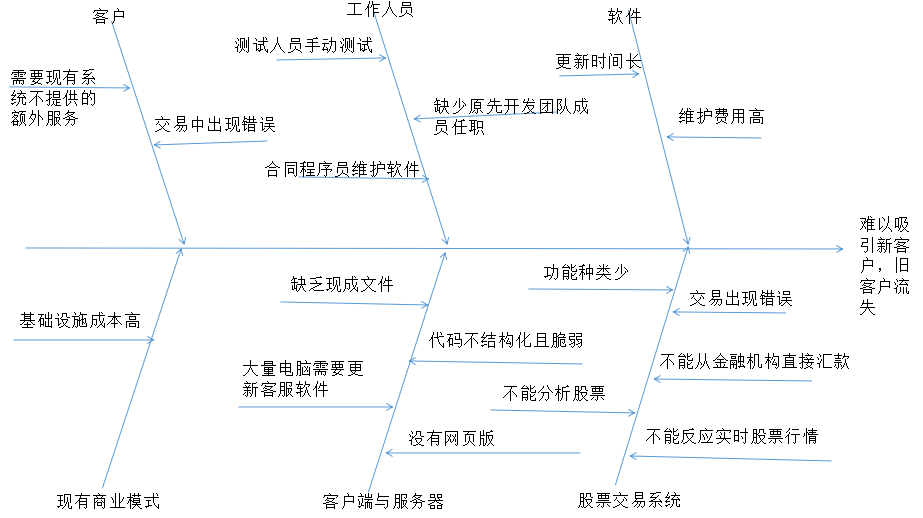 客户
工作人员
软件
测试人员手动测试
更新时间长
需要现有系
统不提供的
额外服务
缺少原先开发团队成
员任职
交易中出现错误
维护费用高
合同程序员维护软件
难以吸
引新客
户，旧
客户流
失
功能种类少
缺乏现成文件
交易出现错误
基础设施成本高
代码不结构化且脆弱
大量电脑需要更
新客服软件
不能从金融机构直接汇款
不能分析股票
没有网页版
不能反应实时股票行情
现有商业模式
客户端与服务器
股票交易系统